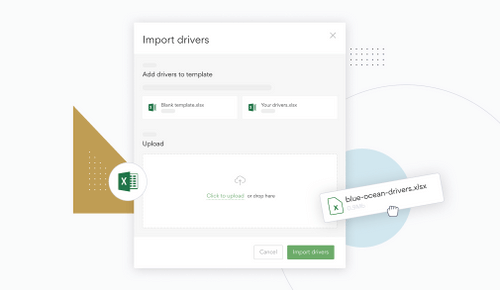 Import drivers
Add drivers to template
Blank template.xlsx
Your drivers.xlsx
Upload
Click to upload or drop here
blue-ocean-drivers.xlsx
Cancel
Import drivers